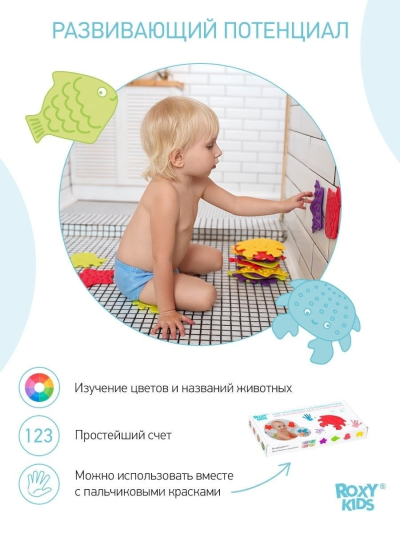 РАЗВИВАЮЩИЙ ПОТЕНЦИАЛ
Изучение цветов и названий животных
123
Простейший счет
Можно использовать вместе
с пальчиковыми красками
ROXY®
KIDS